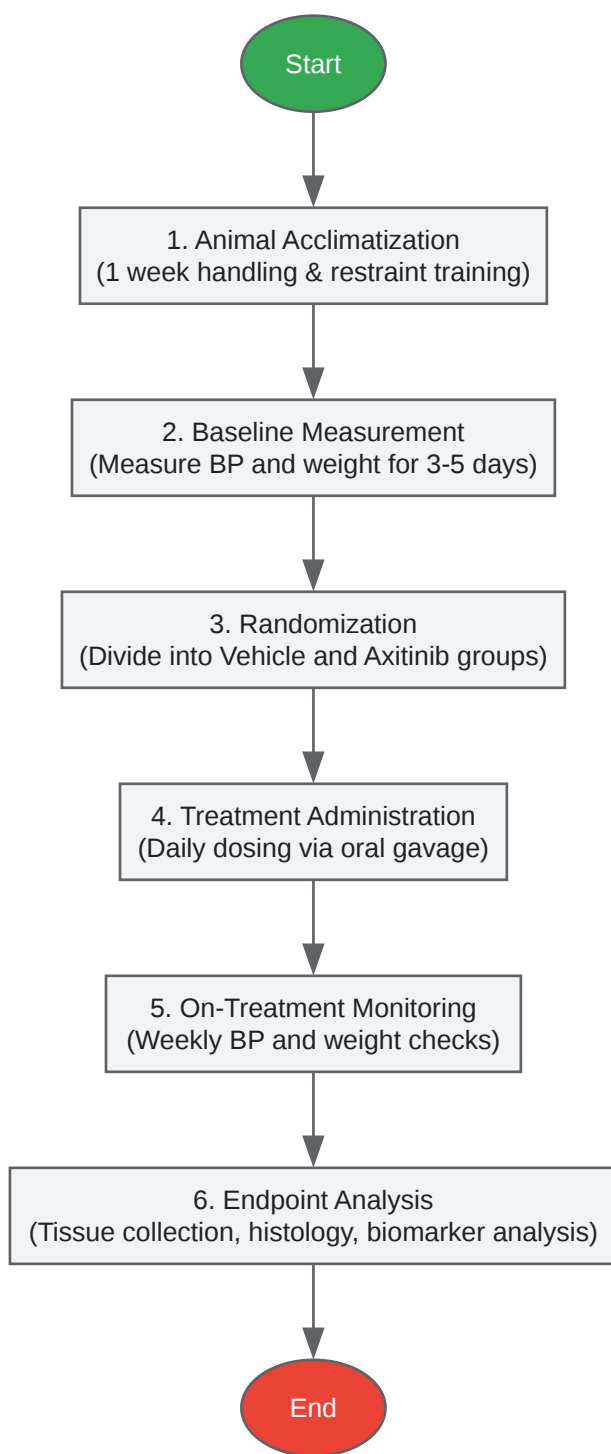 Start
1. Animal Acclimatization
(1 week handling & restraint training)
2. Baseline Measurement
(Measure BP and weight for 3-5 days)
3. Randomization
(Divide into Vehicle and Axitinib groups)
4. Treatment Administration
(Daily dosing via oral gavage)
5. On-Treatment Monitoring
(Weekly BP and weight checks)
6. Endpoint Analysis
(Tissue collection, histology, biomarker analysis)
End